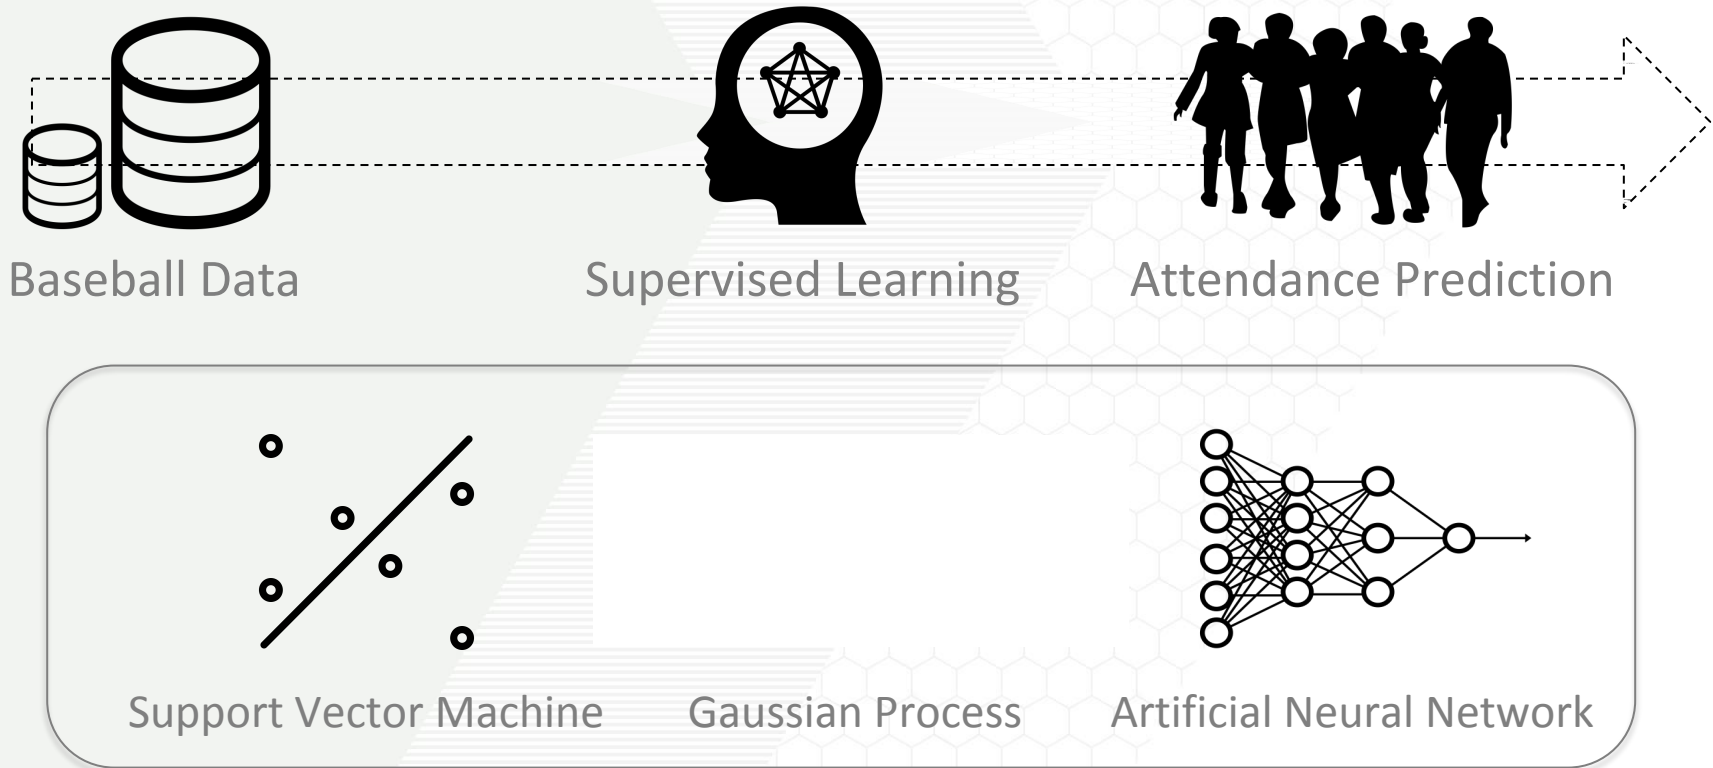 Baseball Data
Supervised Learning
Attendance Prediction
Support Vector Machine
Gaussian Process
Artificial Neural Network